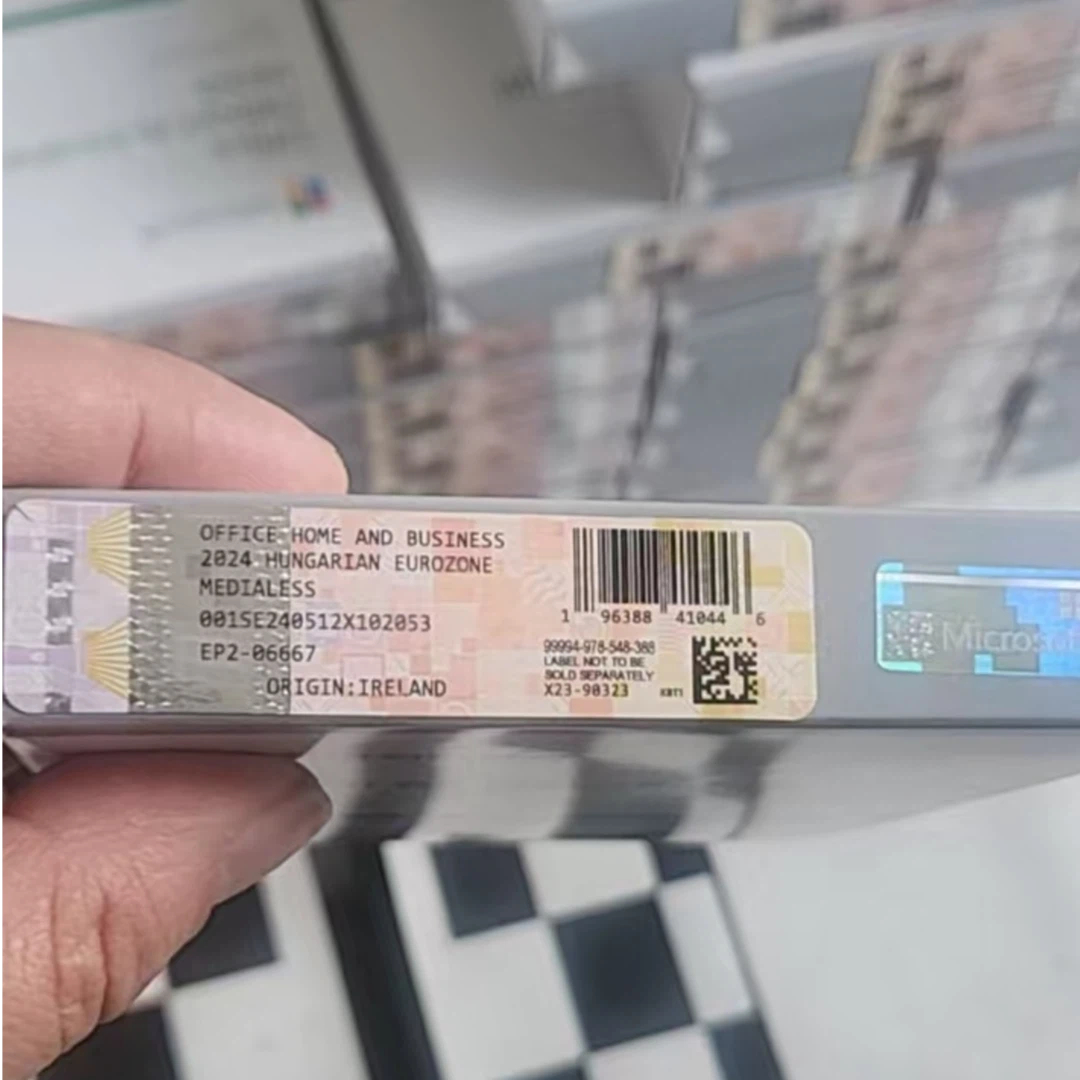 OFFICE HOME AND BUSINESS
2024 HUNGARIAN EUROZONE
MEDIALESS
001SE240512X102053
EP2-06667
ORIGIN:IRELAND
1 96388 41044 6
99994-978-548-388
LABEL NOT TO BE
SOLD SEPARATELY
X23-90323
Microsoft